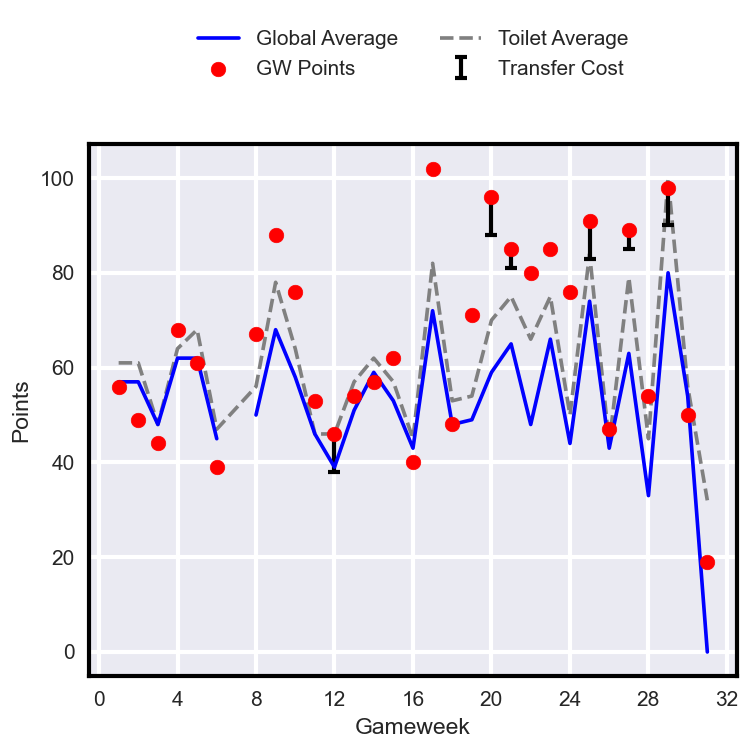 Global Average
Toilet Average
GW Points
Transfer Cost
100
80
60
40
20
0
Points
0 4 8 12 16 20 24 28 32
Gameweek